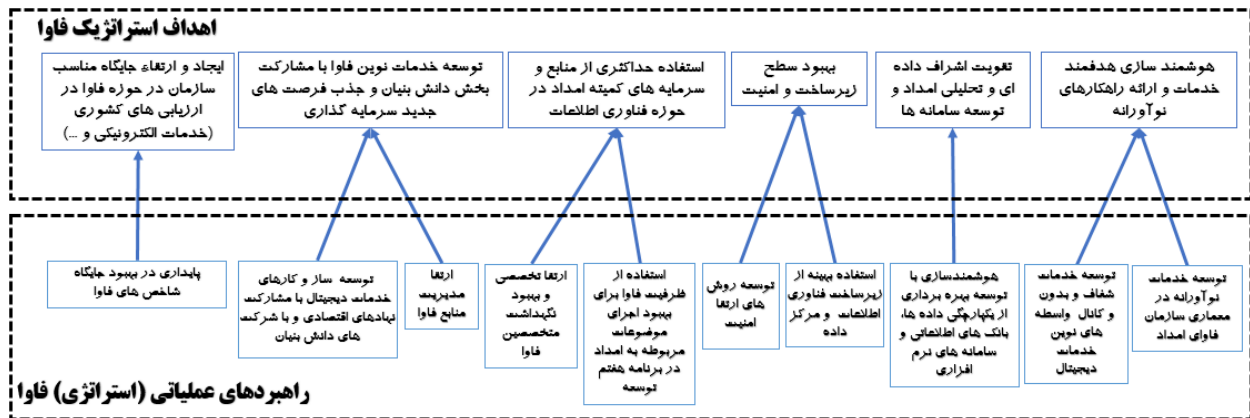 اهداف استراتژیک فاوا
هوشمند سازی هدفمند
خدمات و ارائه راهکارهای
نوآورانه
تقویت اشراف داده
ای و تحلیلی امداد و
توسعه سامانه ها
بهبود سطح
زیرساخت و امنیت
استفاده حداکثری از منابع و
سرمایه های کمیته امداد در
حوزه فناوری اطلاعات
توسعه خدمات نوین فاوا با مشارکت
بخش دانش بنیان و جذب فرصت های
جدید سرمایه گذاری
ایجاد و ارتقاء جایگاه مناسب
سازمان در حوزه فاوا در
ارزیابی های کشوری
(خدمات الکترونیکی و ...)
توسعه خدمات
نوآورانه در
معماری سازمان
فاوای امداد
توسعه خدمات
شفاف و بدون
واسطه و کانال
های نوین
خدمات
دیجیتال
هوشمندسازی با
توسعه بهره برداری
از یکپارچگی داده ها،
بانک های اطلاعاتی و
سامانه های نرم
افزاری
استفاده بهینه از
زیرساخت فناوری
اطلاعات و مرکز
داده
توسعه روش
های ارتقا
امنیت
استفاده از
ظرفیت فاوا برای
بهبود اجرای
موضوعات
مربوطه به امداد
در برنامه هفتم
توسعه
ارتقا تخصصی
و بهبود
نگهداشت
متخصصین
فاوا
ارتقا
مدیریت
منابع فاوا
توسعه ساز و کارهای
خدمات دیجیتال با مشارکت
نهادهای اقتصادی و با شرکت
های دانش بنیان
پایداری در بهبود جایگاه
شاخص های فاوا
راهبردهای عملیاتی (استراتژی) فاوا